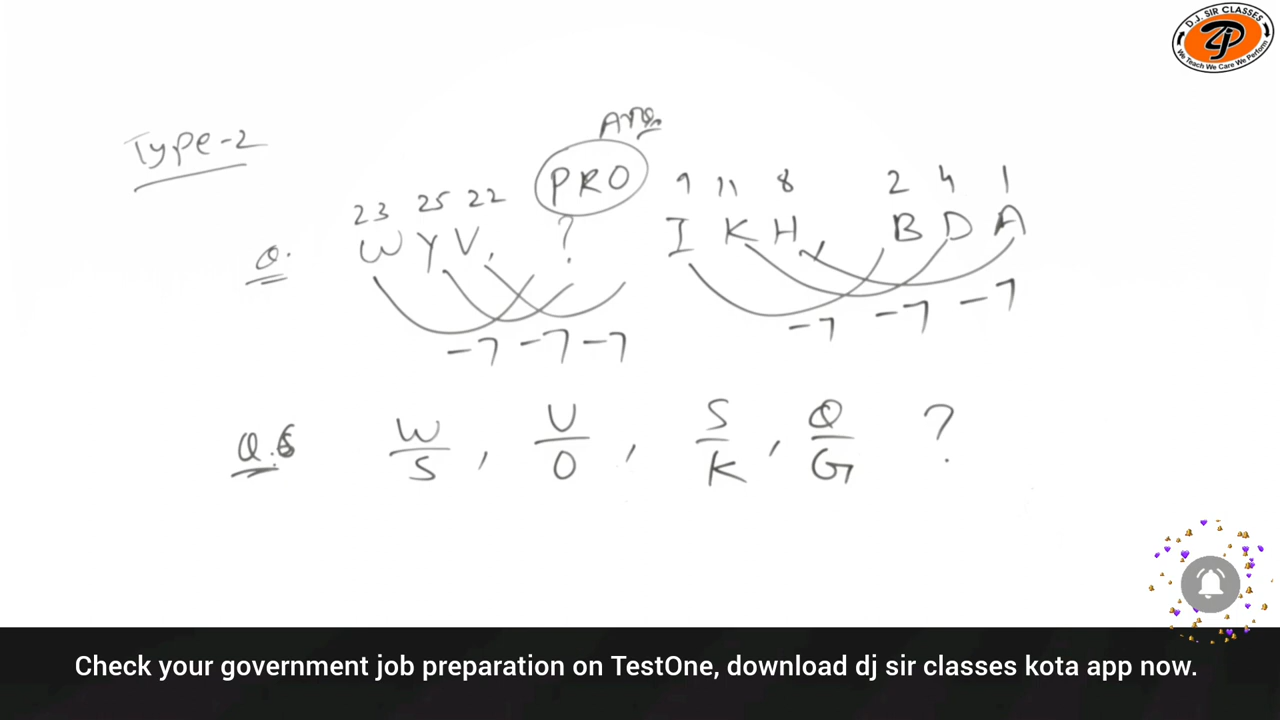 D.J. SIR CLASSES
We Teach We Care We Perform
Type-2
Ans.
PRO
23 25 22 9 11 8 2 4 1
Q. W Y V, ? I K H, B D A
-7 -7 -7 -7 -7 -7
Q.6 W/S, U/O, S/K, Q/G ?
Check your government job preparation on TestOne, download dj sir classes kota app now.